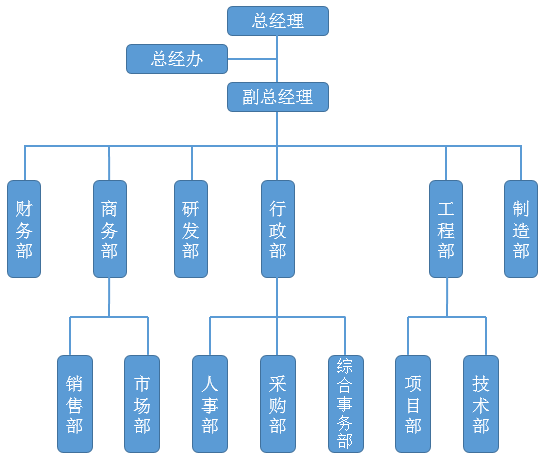 总经理
总经办
副总经理
财务部
商务部
研发部
行政部
工程部
制造部
销售部
市场部
人事部
采购部
综合事务部
项目部
技术部